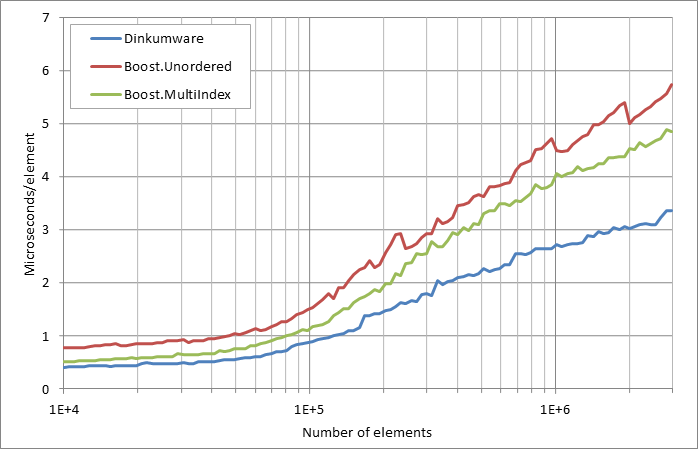 7
6
5
4
3
2
1
0
Microseconds/element
Dinkumware
Boost.Unordered
Boost.MultiIndex
1E+4 1E+5 1E+6
Number of elements